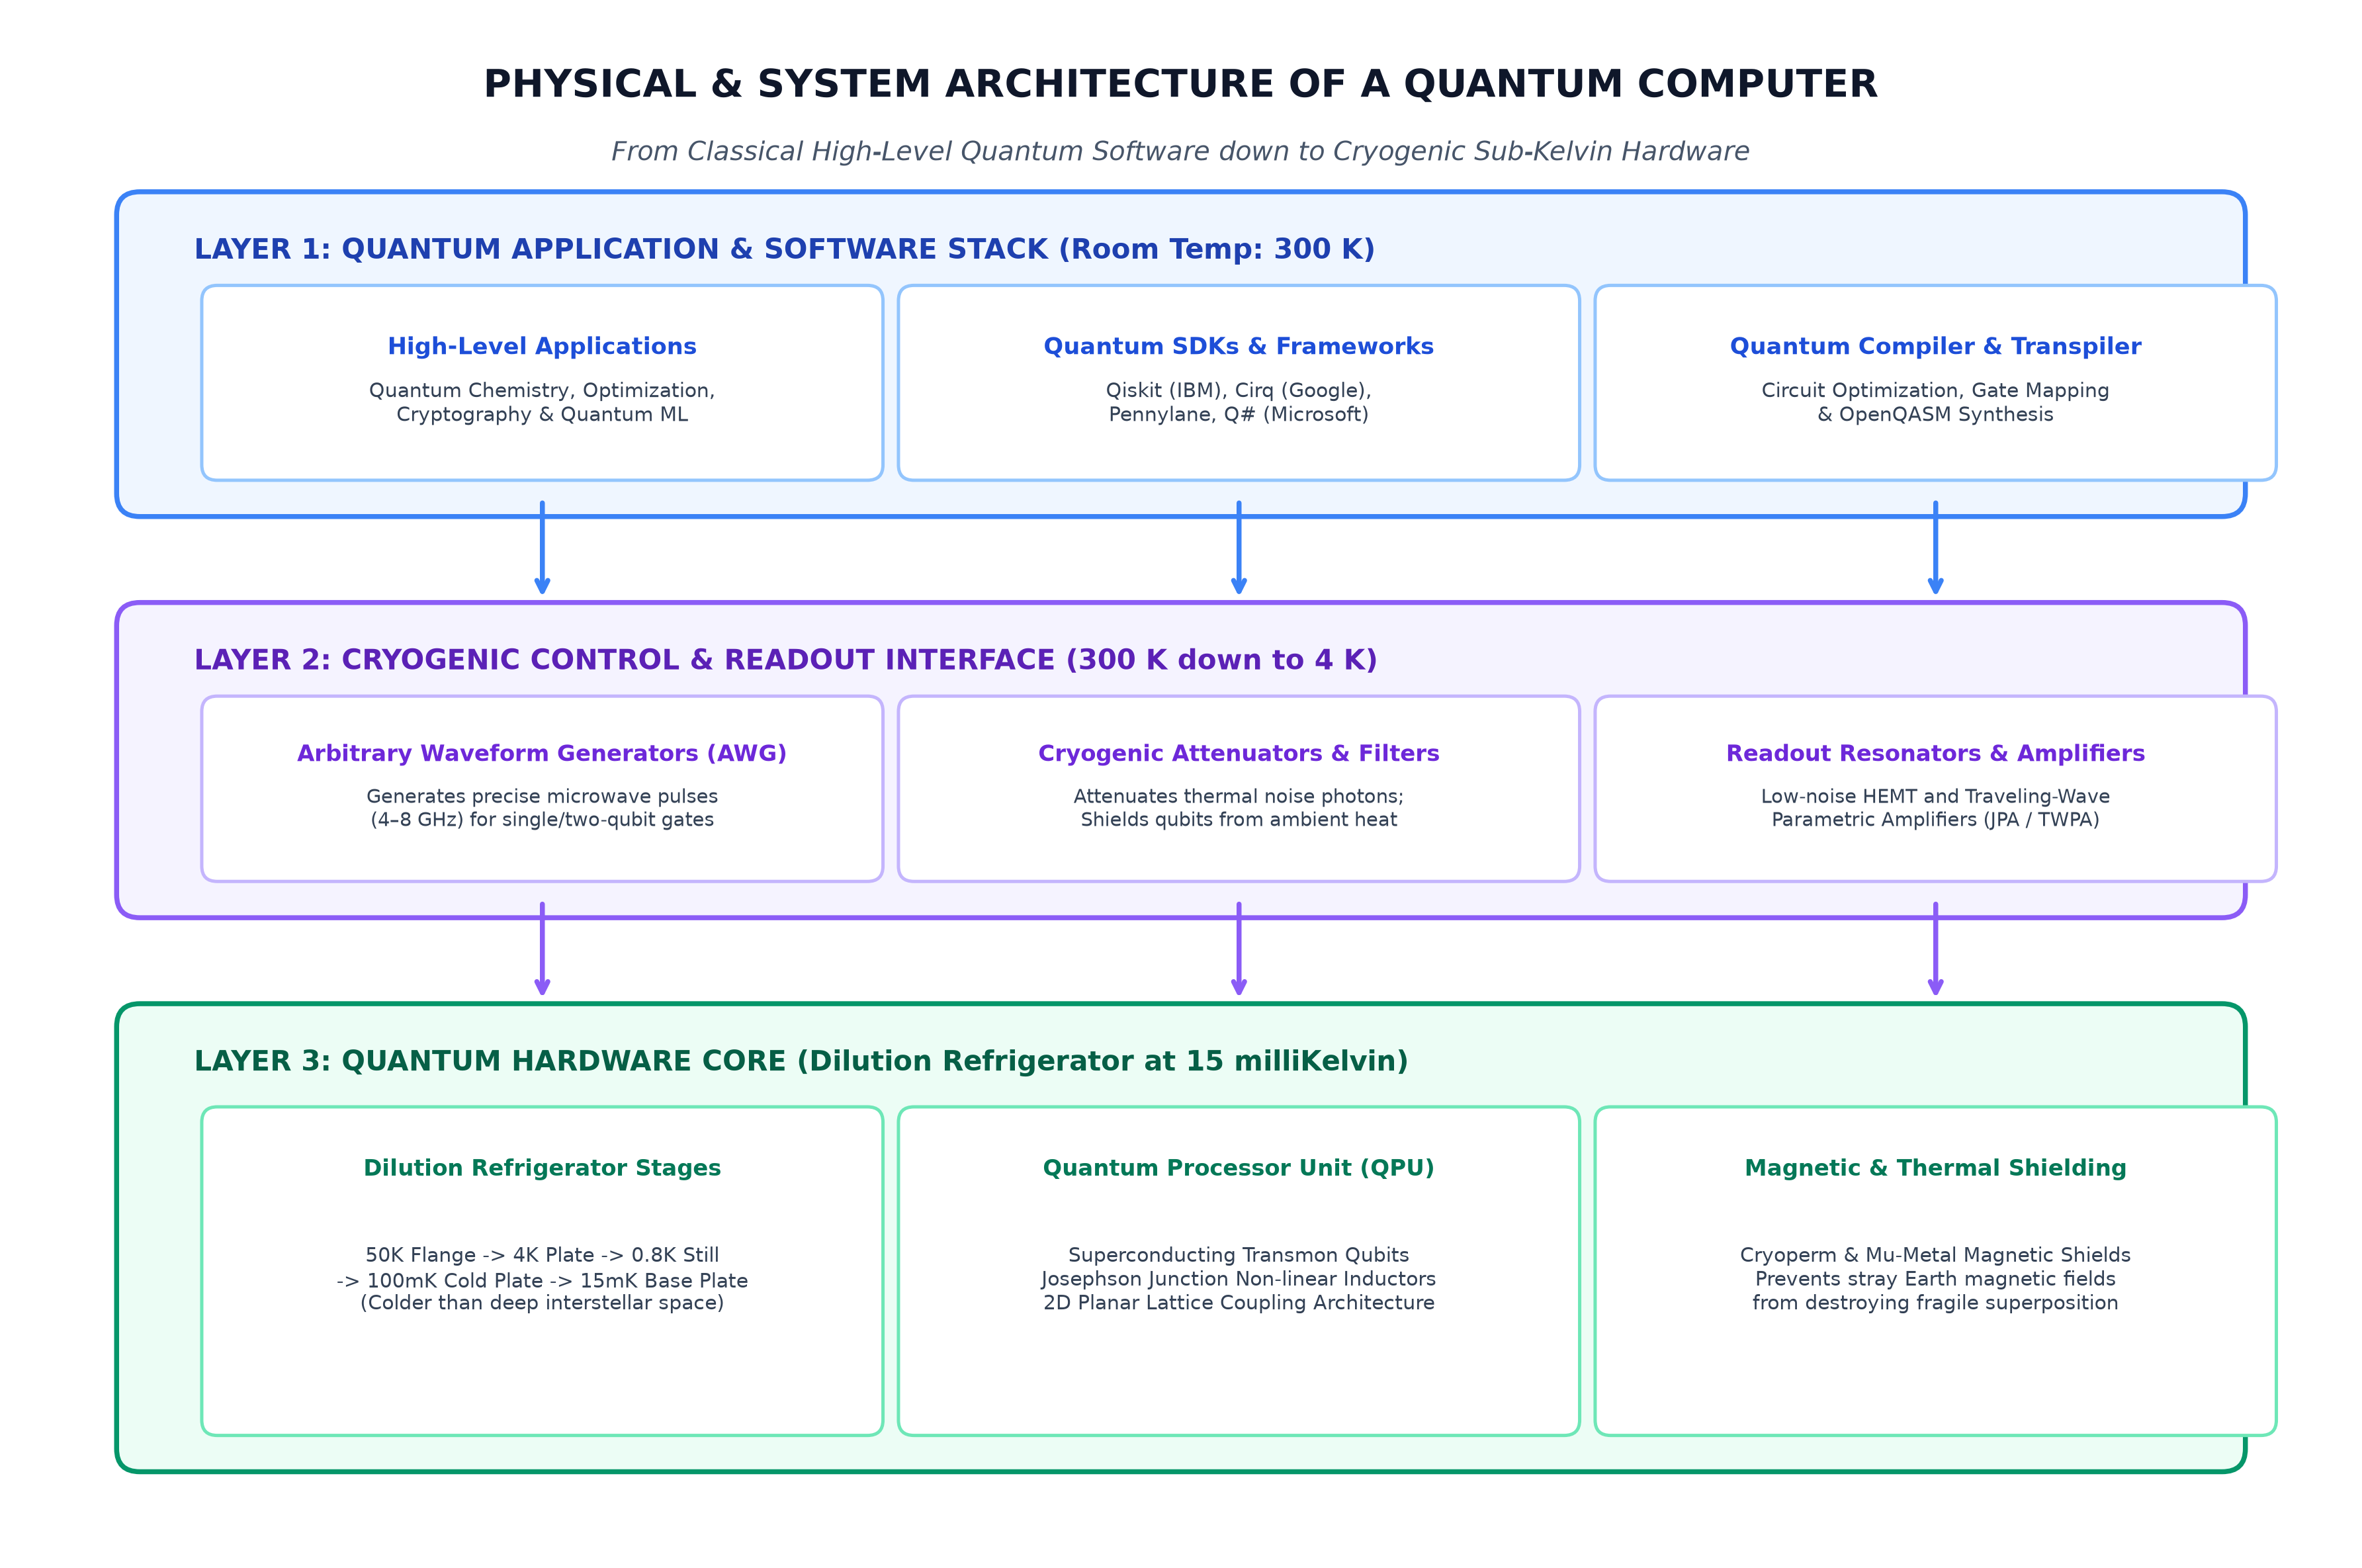 PHYSICAL & SYSTEM ARCHITECTURE OF A QUANTUM COMPUTER
From Classical High-Level Quantum Software down to Cryogenic Sub-Kelvin Hardware
LAYER 1: QUANTUM APPLICATION & SOFTWARE STACK (Room Temp: 300 K)
High-Level Applications
Quantum Chemistry, Optimization,
Cryptography & Quantum ML
Quantum SDKs & Frameworks
Qiskit (IBM), Cirq (Google),
Pennylane, Q# (Microsoft)
Quantum Compiler & Transpiler
Circuit Optimization, Gate Mapping
& OpenQASM Synthesis
LAYER 2: CRYOGENIC CONTROL & READOUT INTERFACE (300 K down to 4 K)
Arbitrary Waveform Generators (AWG)
Generates precise microwave pulses
(4–8 GHz) for single/two-qubit gates
Cryogenic Attenuators & Filters
Attenuates thermal noise photons;
Shields qubits from ambient heat
Readout Resonators & Amplifiers
Low-noise HEMT and Traveling-Wave
Parametric Amplifiers (JPA / TWPA)
LAYER 3: QUANTUM HARDWARE CORE (Dilution Refrigerator at 15 milliKelvin)
Dilution Refrigerator Stages
50K Flange -> 4K Plate -> 0.8K Still
-> 100mK Cold Plate -> 15mK Base Plate
(Colder than deep interstellar space)
Quantum Processor Unit (QPU)
Superconducting Transmon Qubits
Josephson Junction Non-linear Inductors
2D Planar Lattice Coupling Architecture
Magnetic & Thermal Shielding
Cryoperm & Mu-Metal Magnetic Shields
Prevents stray Earth magnetic fields
from destroying fragile superposition